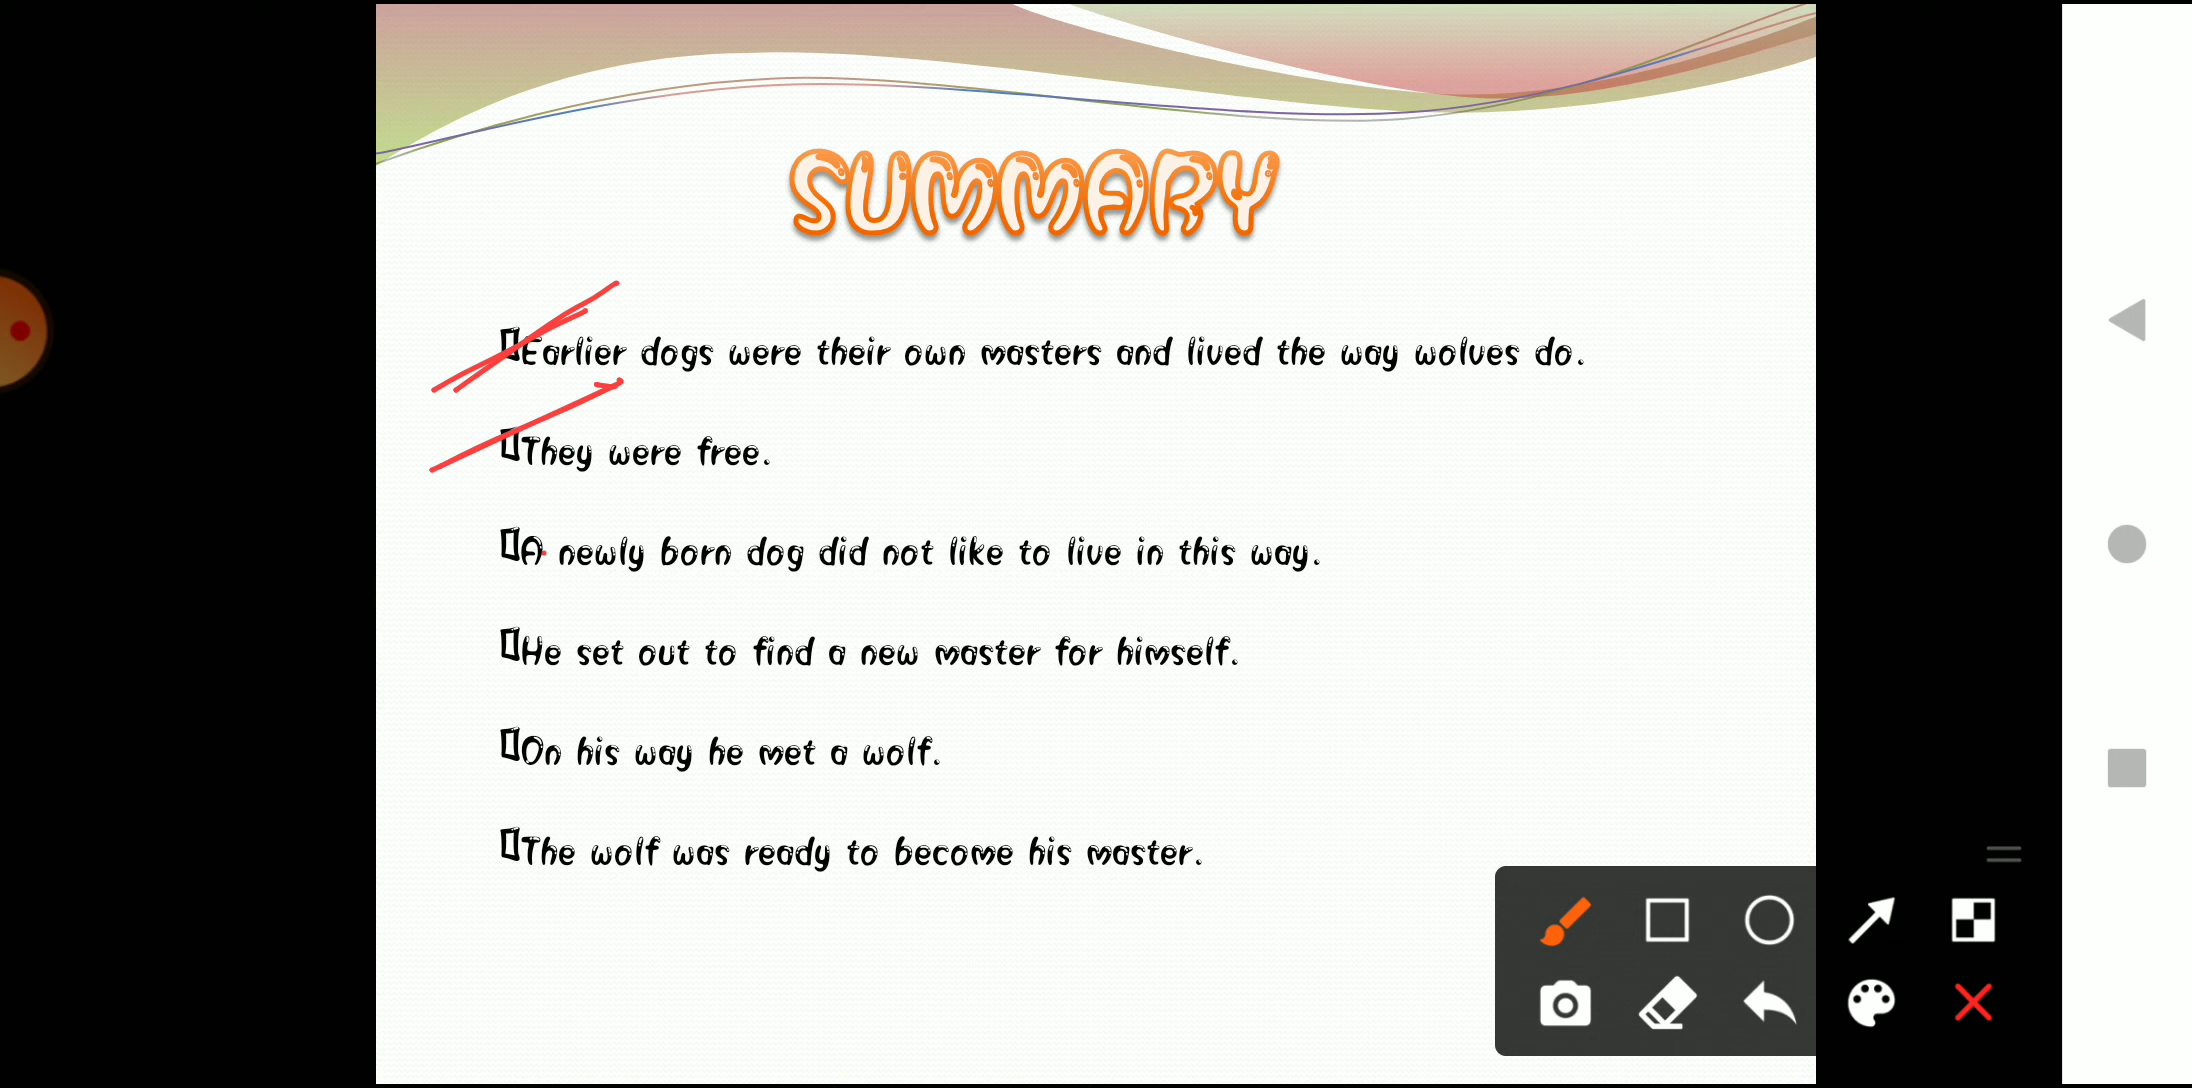 SUMMARY
Earlier dogs were their own masters and lived the way wolves do.
They were free.
A newly born dog did not like to live in this way.
He set out to find a new master for himself.
On his way he met a wolf.
The wolf was ready to become his master.